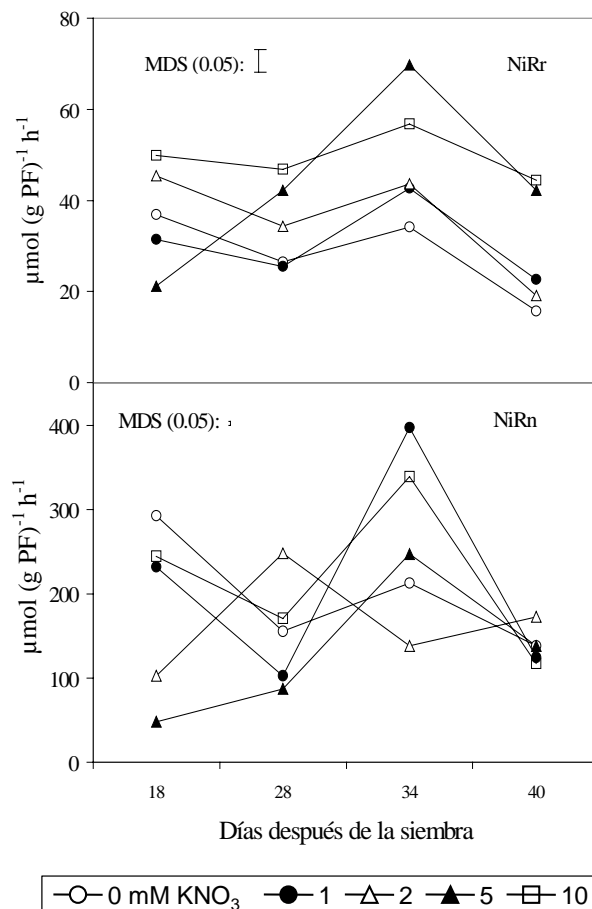 80
MDS (0.05):
NiRr
60
40
20
0
µmol (g PF)⁻¹ h⁻¹
MDS (0.05):
NiRn
400
300
200
100
0
µmol (g PF)⁻¹ h⁻¹
18 28 34 40
Días después de la siembra
0 mM KNO₃ 1 2 5 10